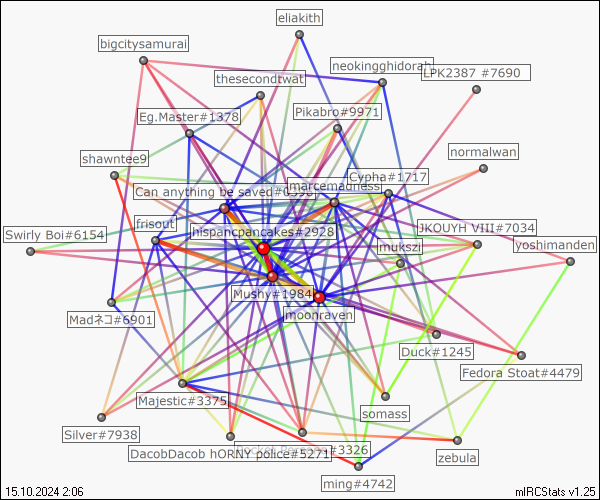 eliakith
bigcitysamurai
neokingghidorah
LPK2387 #7690
thesecondtwat
Pikabro#9971
Eg.Master#1378
normalwan
shawntee9
Cypha#1717
marcemadness
Can anything be saved#0398
frisout
hispancpancakes#2928
JKOUYH VIII#7034
Swirly Boi#6154
mukszi
yoshimanden
Mushy#1984
Madネコ#6901
moonraven
Duck#1245
Fedora Stoat#4479
Majestic#3375
somass
Silver#7938
#3326
DacobDacob hORNY police#5271
zebula
ming#4742
15.10.2024 2:06
mIRCStats v1.25